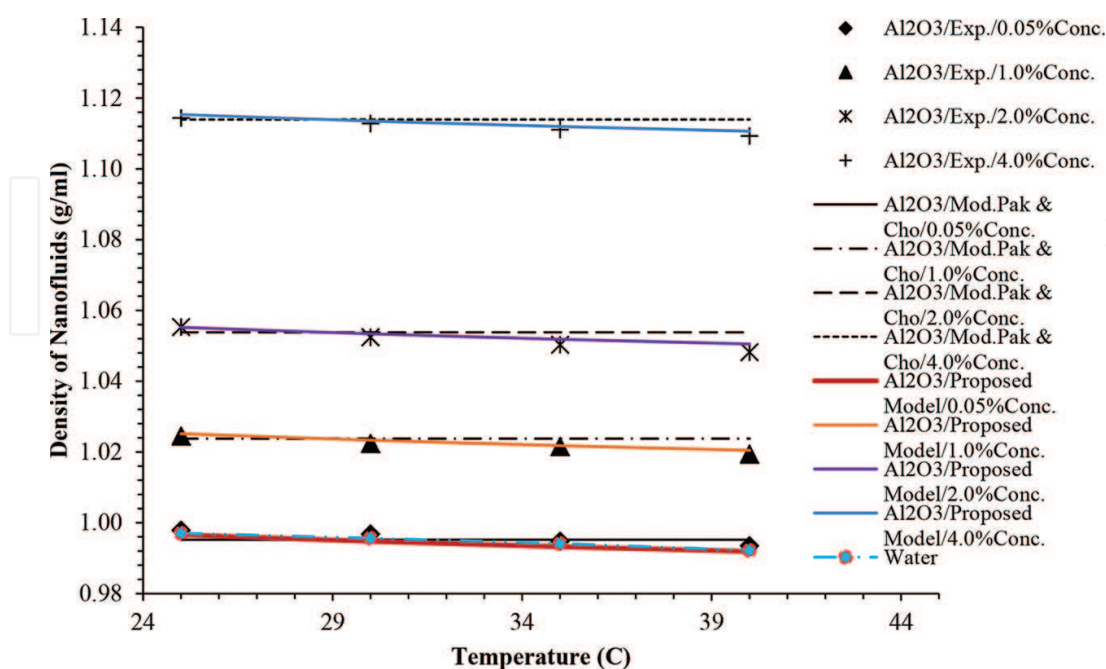 1.14
1.12
1.10
1.08
1.06
1.04
1.02
1.00
0.98
Density of Nanofluids (g/ml)
24
29
34
39
44
Temperature (C)
Al2O3/Exp./0.05%Conc.
Al2O3/Exp./1.0%Conc.
Al2O3/Exp./2.0%Conc.
Al2O3/Exp./4.0%Conc.
Al2O3/Mod.Pak &
Cho/0.05%Conc.
Al2O3/Mod.Pak &
Cho/1.0%Conc.
Al2O3/Mod.Pak &
Cho/2.0%Conc.
Al2O3/Mod.Pak &
Cho/4.0%Conc.
Al2O3/Proposed
Model/0.05%Conc.
Al2O3/Proposed
Model/1.0%Conc.
Al2O3/Proposed
Model/2.0%Conc.
Al2O3/Proposed
Model/4.0%Conc.
Water